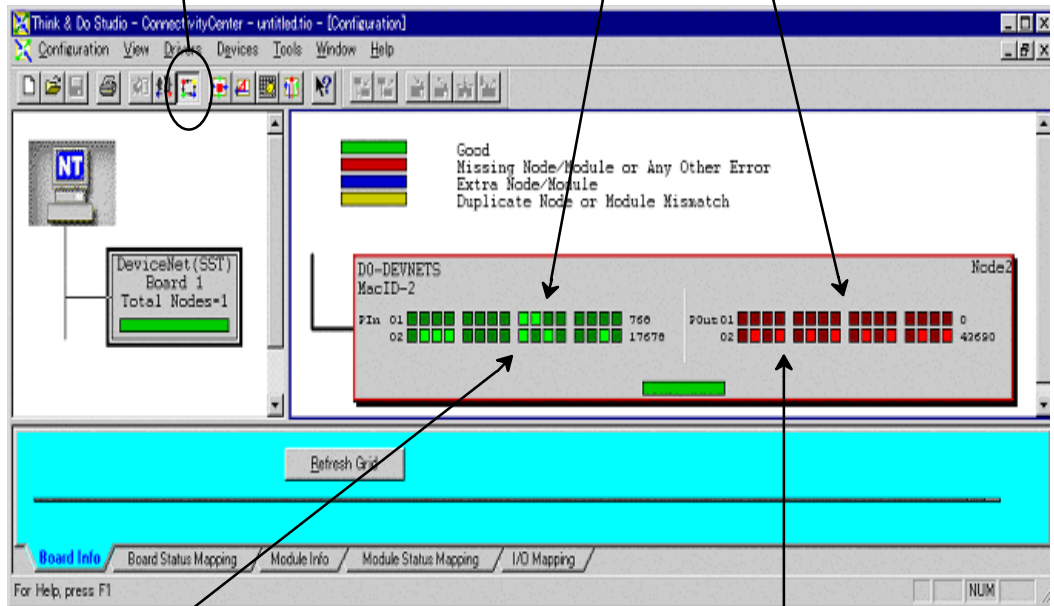 Think & Do Studio - ConnectivityCenter - untitled.tio - [Configuration]
Configuration View Drivers Devices Tools Window Help
NT
DeviceNet(SST)
Board 1
Total Nodes=1
Good
Missing Node/Module or Any Other Error
Extra Node/Module
Duplicate Node or Module Mismatch
DO-DEVNETS
Node2
MacID-2
PIn 01 768 POut 01 0
02 17678 02 43690
Refresh Grid
Board Info Board Status Mapping Module Info Module Status Mapping I/O Mapping
For Help, press F1
NUM